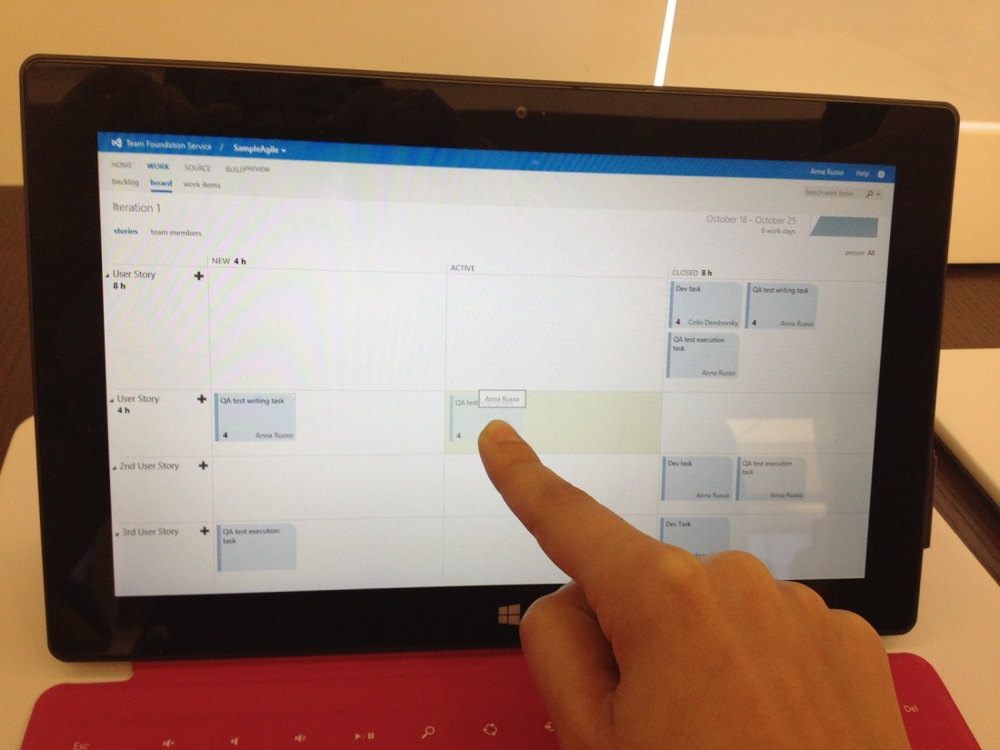 Team Foundation Service / SampleAgile
HOME WORK SOURCE BUILDPREVIEW
Anna Russo Help
backlog board work items
Search work items
Iteration 1
October 18 - October 25
6 work days
stories team members
person All
NEW 4 h
ACTIVE
CLOSED 8 h
User Story
8 h
Dev task
4 Colin Dembovsky
QA test writing task
4 Anna Russo
QA test execution
task
Anna Russo
User Story
4 h
QA test writing task
4 Anna Russo
QA test
Anna Russo
4
2nd User Story
Dev task
Anna Russo
QA test execution
task
Anna Russo
3rd User Story
QA test execution
task
Dev Task
Esc
Del